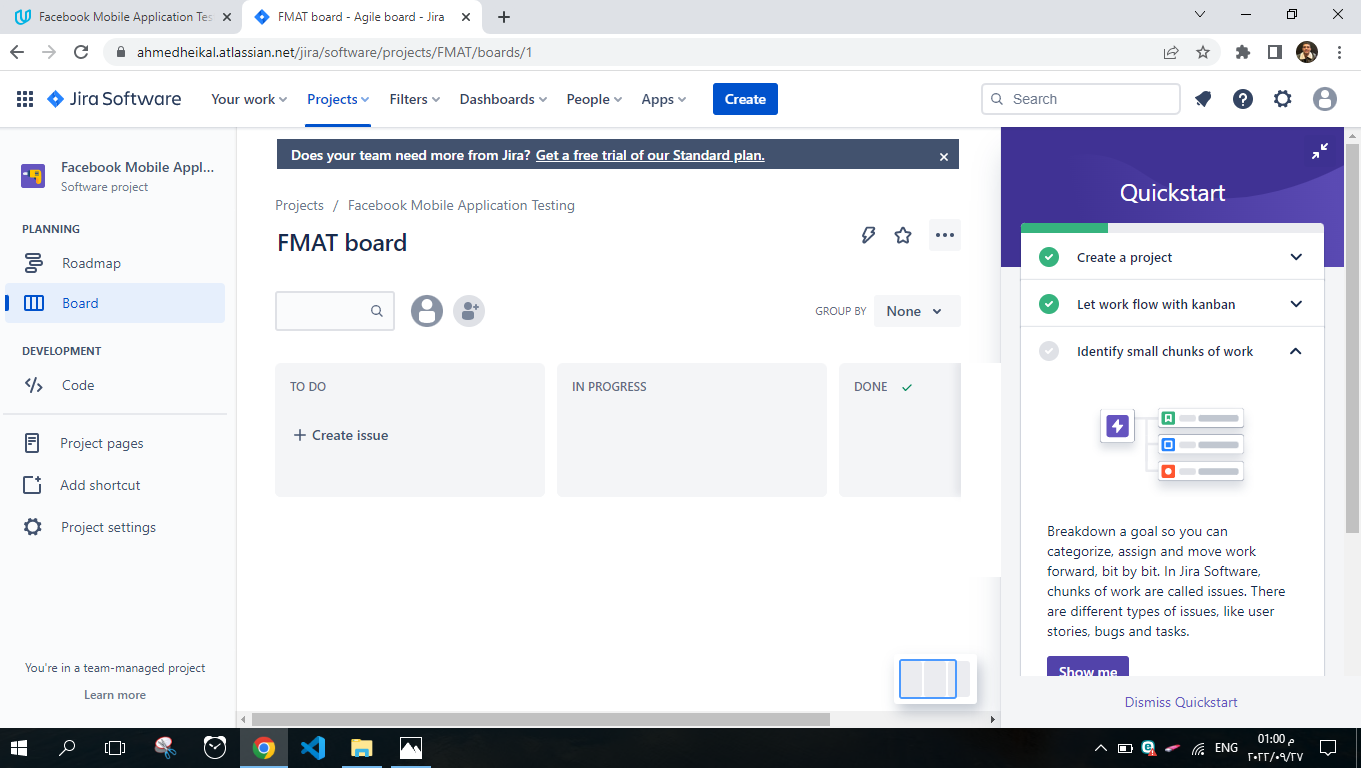 Facebook Mobile Application Tes
FMAT board - Agile board - Jira
ahmedheikal.atlassian.net/jira/software/projects/FMAT/boards/1
Jira Software
Your work
Projects
Filters
Dashboards
People
Apps
Create
Search
Facebook Mobile Appl...
Software project
PLANNING
Roadmap
Board
DEVELOPMENT
Code
Project pages
Add shortcut
Project settings
You're in a team-managed project
Learn more
Does your team need more from Jira? Get a free trial of our Standard plan.
Projects / Facebook Mobile Application Testing
FMAT board
GROUP BY
None
TO DO
Create issue
IN PROGRESS
DONE
Quickstart
Create a project
Let work flow with kanban
Identify small chunks of work
Breakdown a goal so you can
categorize, assign and move work
forward, bit by bit. In Jira Software,
chunks of work are called issues. There
are different types of issues, like user
stories, bugs and tasks.
Show me
Dismiss Quickstart
ENG
01:00 م
٢٠٢٢/٠٩/٢٧